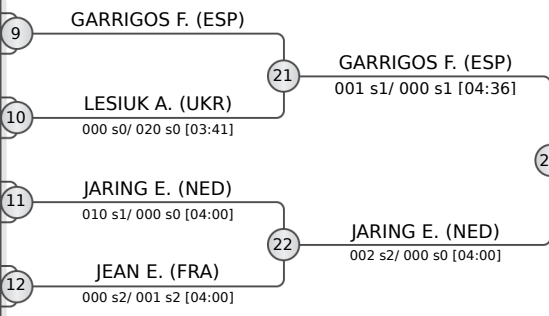 9
GARRIGOS F. (ESP)
21
GARRIGOS F. (ESP)
001 s1/ 000 s1 [04:36]
10
LESIUK A. (UKR)
000 s0/ 020 s0 [03:41]
11
JARING E. (NED)
010 s1/ 000 s0 [04:00]
22
JARING E. (NED)
002 s2/ 000 s0 [04:00]
12
JEAN E. (FRA)
000 s2/ 001 s2 [04:00]